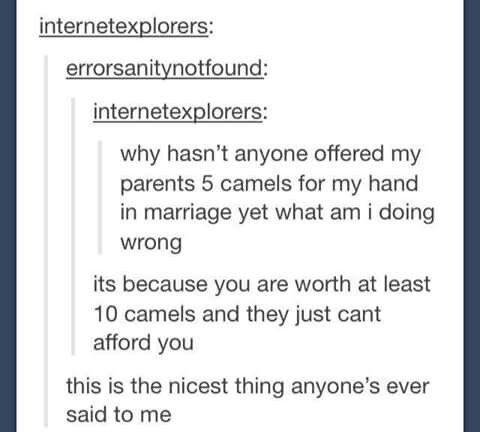 internetexplorers:
errorsanitynotfound:
internetexplorers:
why hasn't anyone offered my
parents 5 camels for my hand
in marriage yet what am i doing
wrong
its because you are worth at least
10 camels and they just cant
afford you
this is the nicest thing anyone's ever
said to me